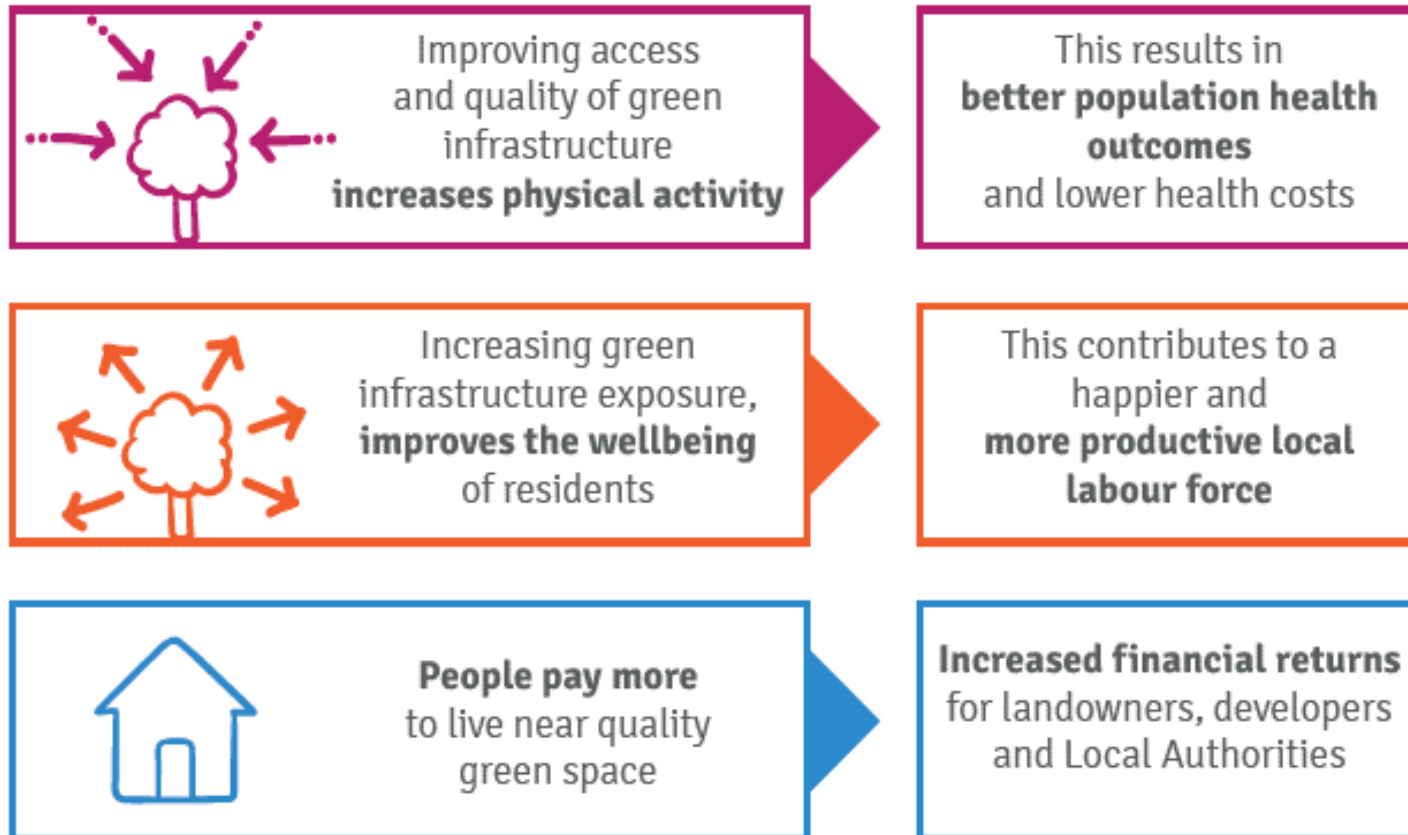 Improving access
and quality of green
infrastructure
increases physical activity
This results in
better population health
outcomes
and lower health costs
Increasing green
infrastructure exposure,
improves the wellbeing
of residents
This contributes to a
happier and
more productive local
labour force
People pay more
to live near quality
green space
Increased financial returns
for landowners, developers
and Local Authorities